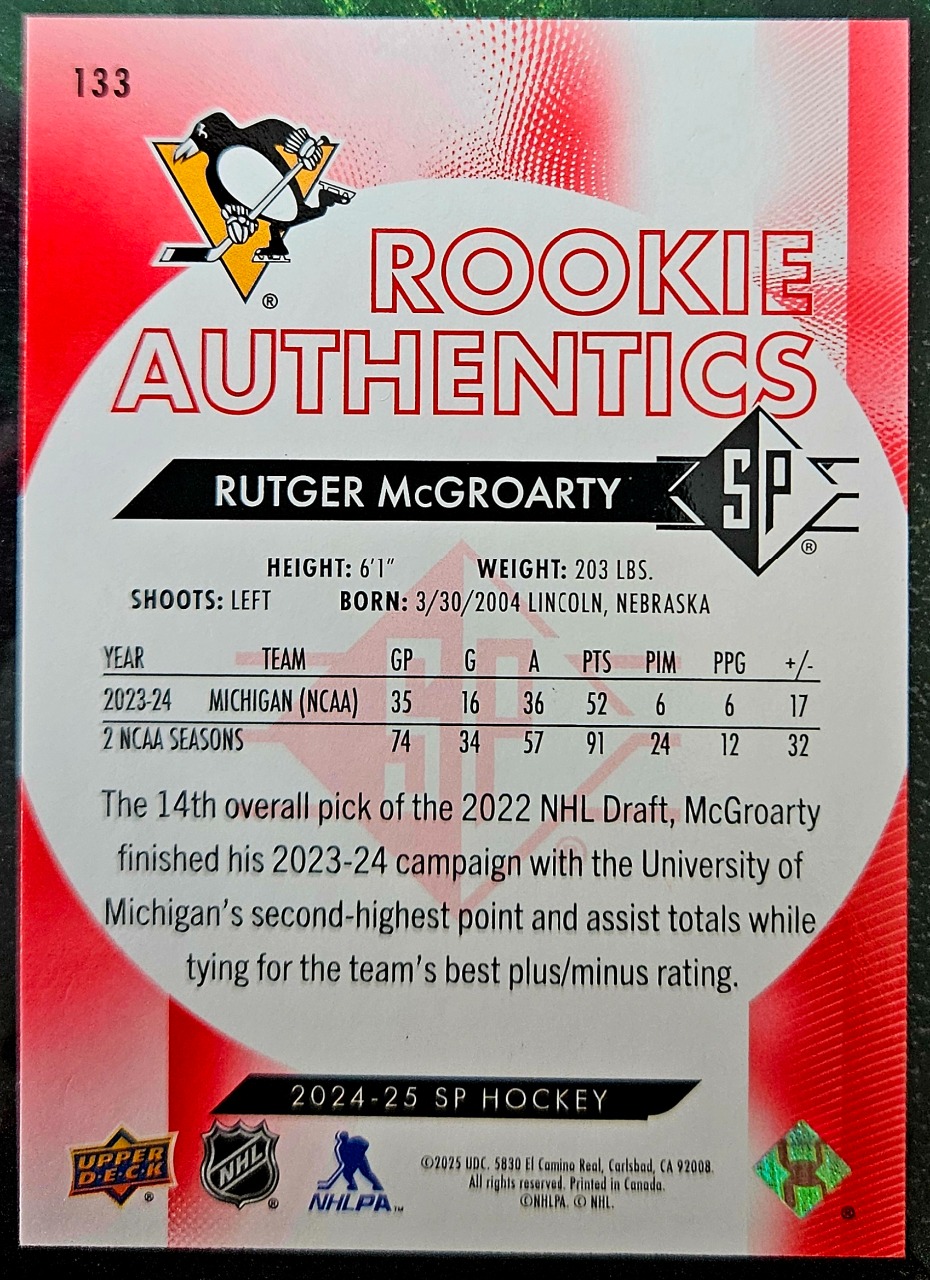 133
®
ROOKIE
AUTHENTICS
RUTGER McGROARTY
SP
®
HEIGHT: 6'1" WEIGHT: 203 LBS.
SHOOTS: LEFT BORN: 3/30/2004 LINCOLN, NEBRASKA
YEAR TEAM GP G A PTS PIM PPG +/-
2023-24 MICHIGAN (NCAA) 35 16 36 52 6 6 17
2 NCAA SEASONS 74 34 57 91 24 12 32
The 14th overall pick of the 2022 NHL Draft, McGroarty
finished his 2023-24 campaign with the University of
Michigan's second-highest point and assist totals while
tying for the team's best plus/minus rating.
2024-25 SP HOCKEY
UPPER DECK ® NHL ® NHLPA™
©2025 UDC. 5830 El Camino Real, Carlsbad, CA 92008.
All rights reserved. Printed in Canada.
©NHLPA. © NHL.
®